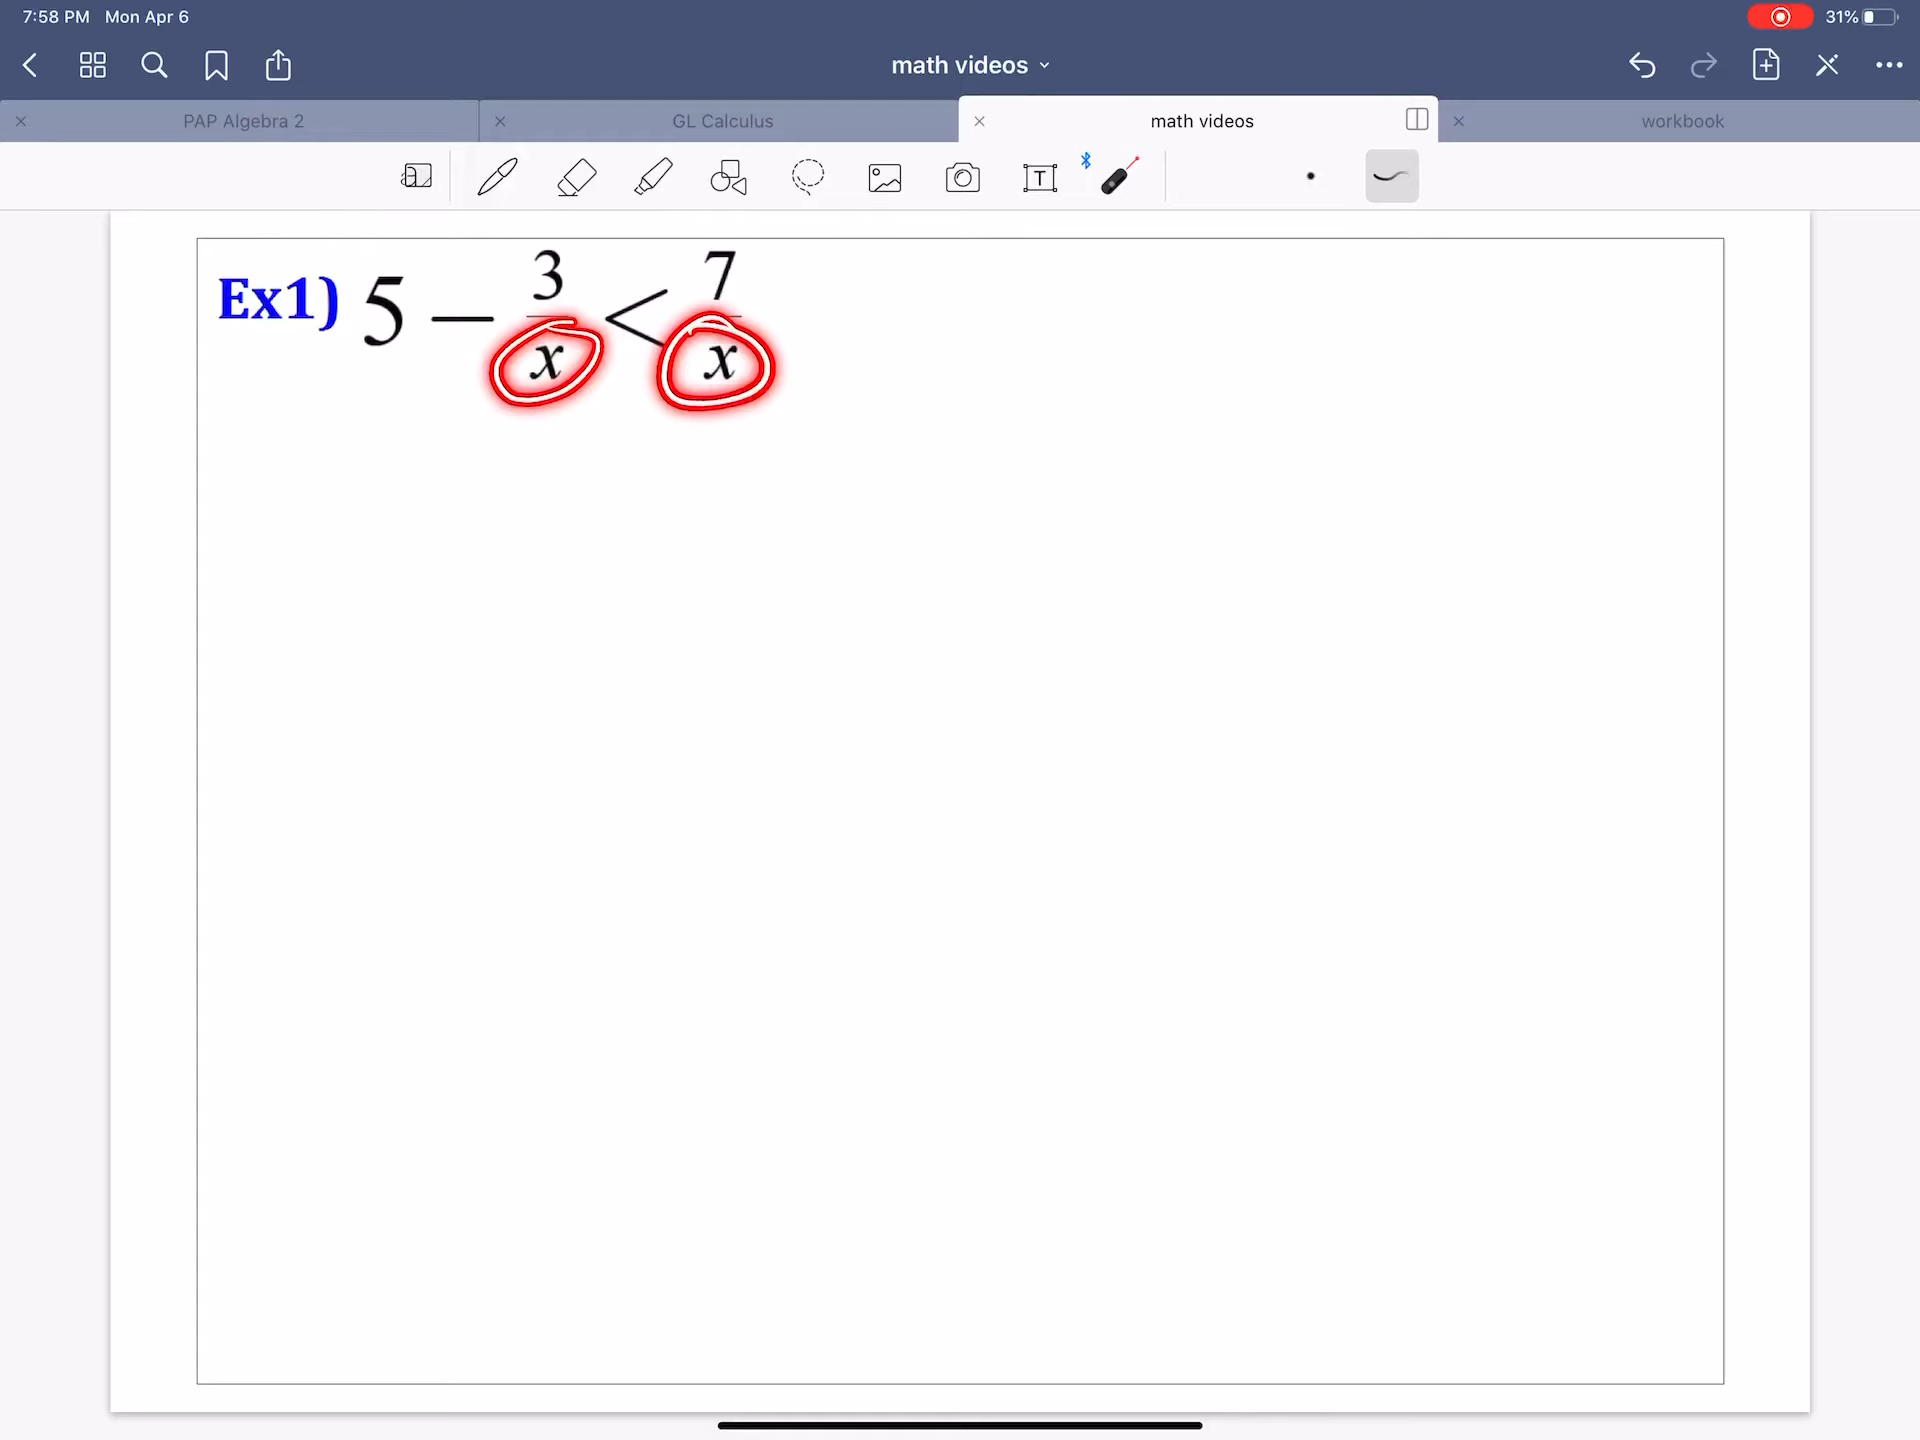 7:58 PM Mon Apr 6 31%
math videos
PAP Algebra 2 GL Calculus math videos workbook
Ex1) 5 − 3/x < 7/x